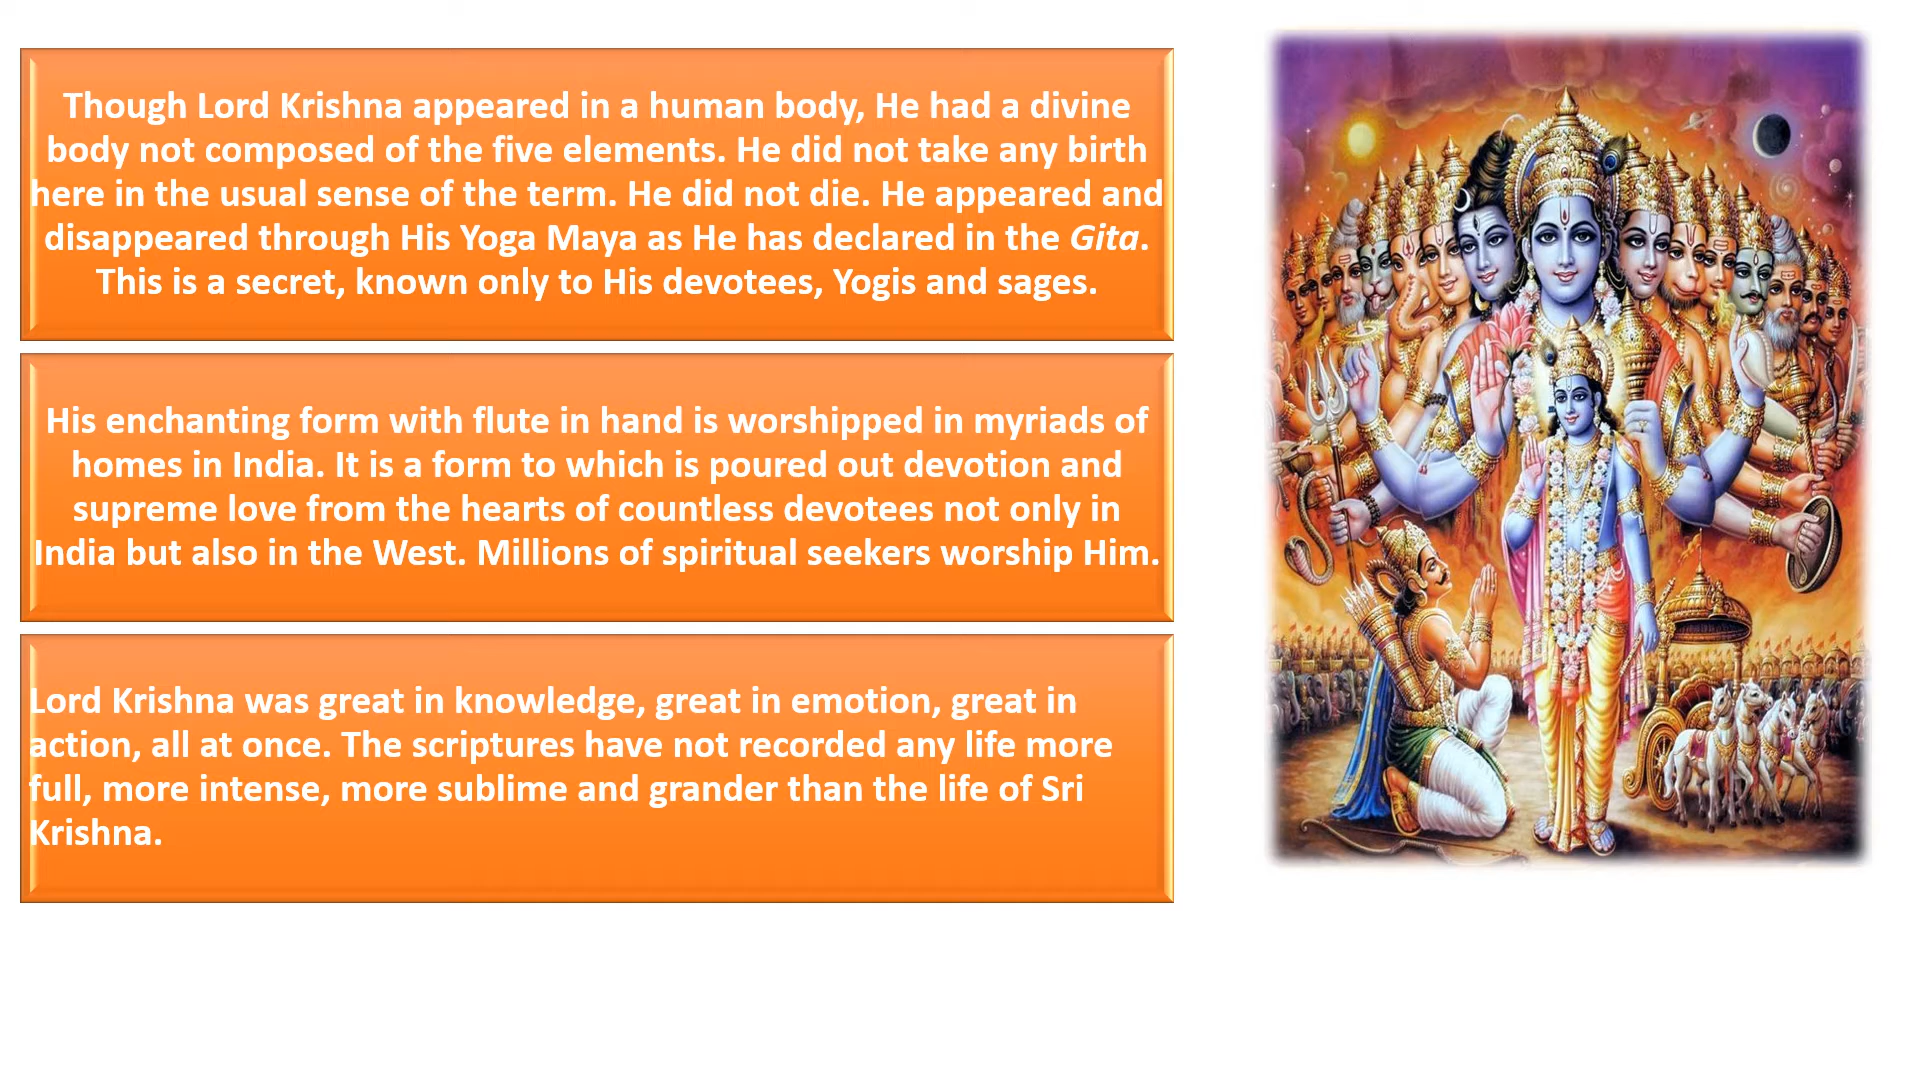 Though Lord Krishna appeared in a human body, He had a divine
body not composed of the five elements. He did not take any birth
here in the usual sense of the term. He did not die. He appeared and
disappeared through His Yoga Maya as He has declared in the Gita.
This is a secret, known only to His devotees, Yogis and sages.
His enchanting form with flute in hand is worshipped in myriads of
homes in India. It is a form to which is poured out devotion and
supreme love from the hearts of countless devotees not only in
India but also in the West. Millions of spiritual seekers worship Him.
Lord Krishna was great in knowledge, great in emotion, great in
action, all at once. The scriptures have not recorded any life more
full, more intense, more sublime and grander than the life of Sri
Krishna.